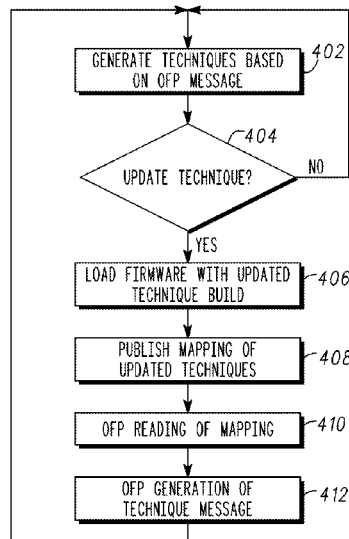 GENERATE TECHNIQUES BASED
ON OFP MESSAGE
402
404
UPDATE TECHNIQUE?
NO
YES
LOAD FIRMWARE WITH UPDATED
TECHNIQUE BUILD
406
PUBLISH MAPPING OF
UPDATED TECHNIQUES
408
OFP READING OF MAPPING
410
OFP GENERATION OF
TECHNIQUE MESSAGE
412